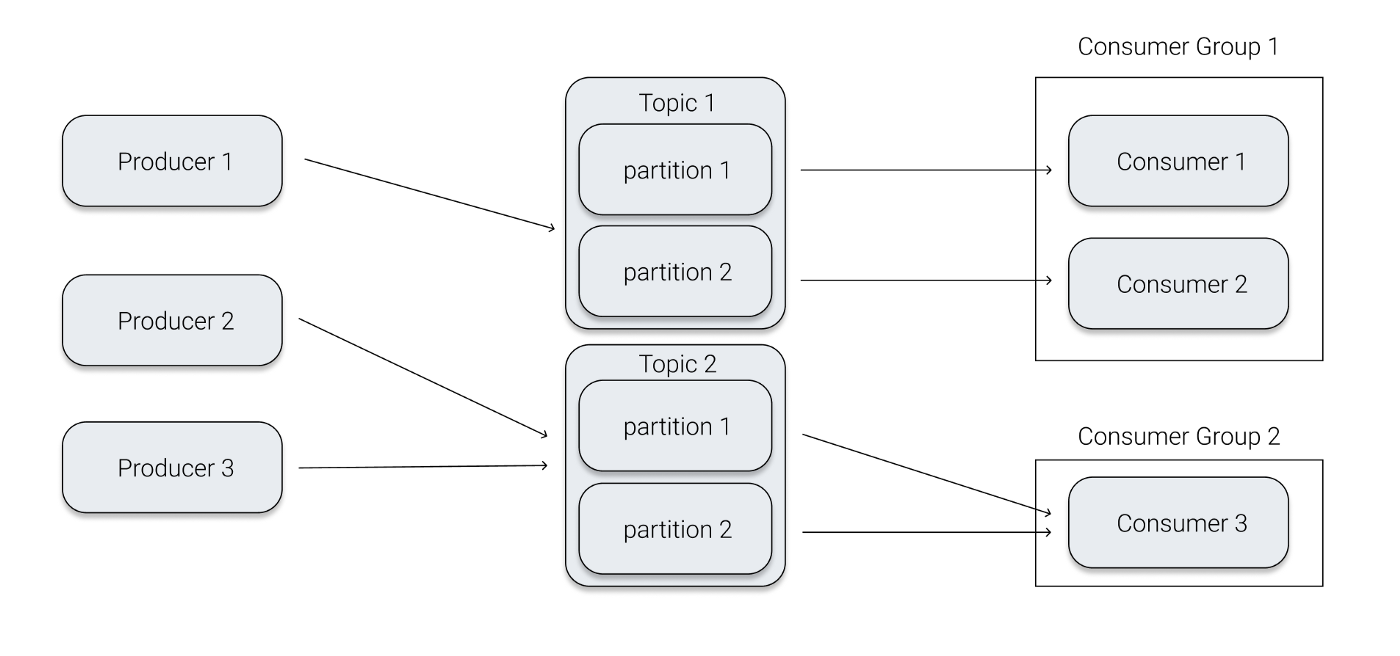 Producer 1
Producer 2
Producer 3
Topic 1
partition 1
partition 2
Topic 2
partition 1
partition 2
Consumer Group 1
Consumer 1
Consumer 2
Consumer Group 2
Consumer 3